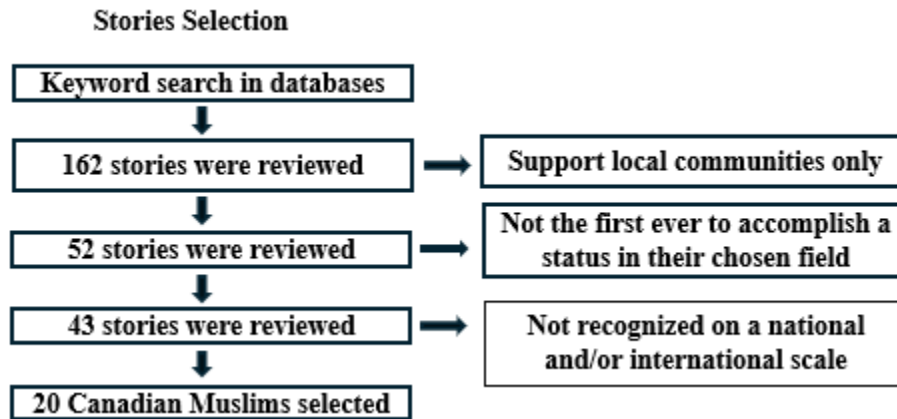 Stories Selection
Keyword search in databases
162 stories were reviewed
Support local communities only
52 stories were reviewed
Not the first ever to accomplish a
status in their chosen field
43 stories were reviewed
Not recognized on a national
and/or international scale
20 Canadian Muslims selected